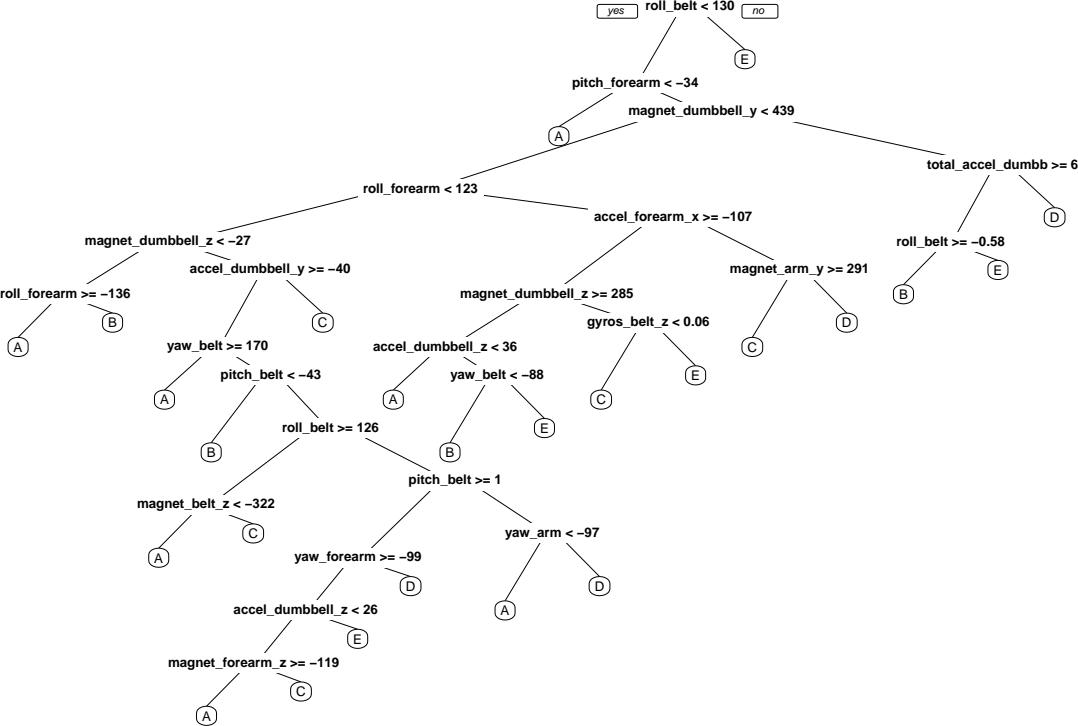 yes roll_belt < 130 no
E
pitch_forearm < −34
magnet_dumbbell_y < 439
A
total_accel_dumbb >= 6
roll_forearm < 123
accel_forearm_x >= −107
D
magnet_dumbbell_z < −27
roll_belt >= −0.58
accel_dumbbell_y >= −40
magnet_arm_y >= 291
E
roll_forearm >= −136
magnet_dumbbell_z >= 285
B
B
C
gyros_belt_z < 0.06
D
A
yaw_belt >= 170
accel_dumbbell_z < 36
C
pitch_belt < −43
yaw_belt < −88
E
A
A
C
roll_belt >= 126
E
B
B
pitch_belt >= 1
magnet_belt_z < −322
C
yaw_arm < −97
A
yaw_forearm >= −99
D
D
accel_dumbbell_z < 26
A
E
magnet_forearm_z >= −119
C
A